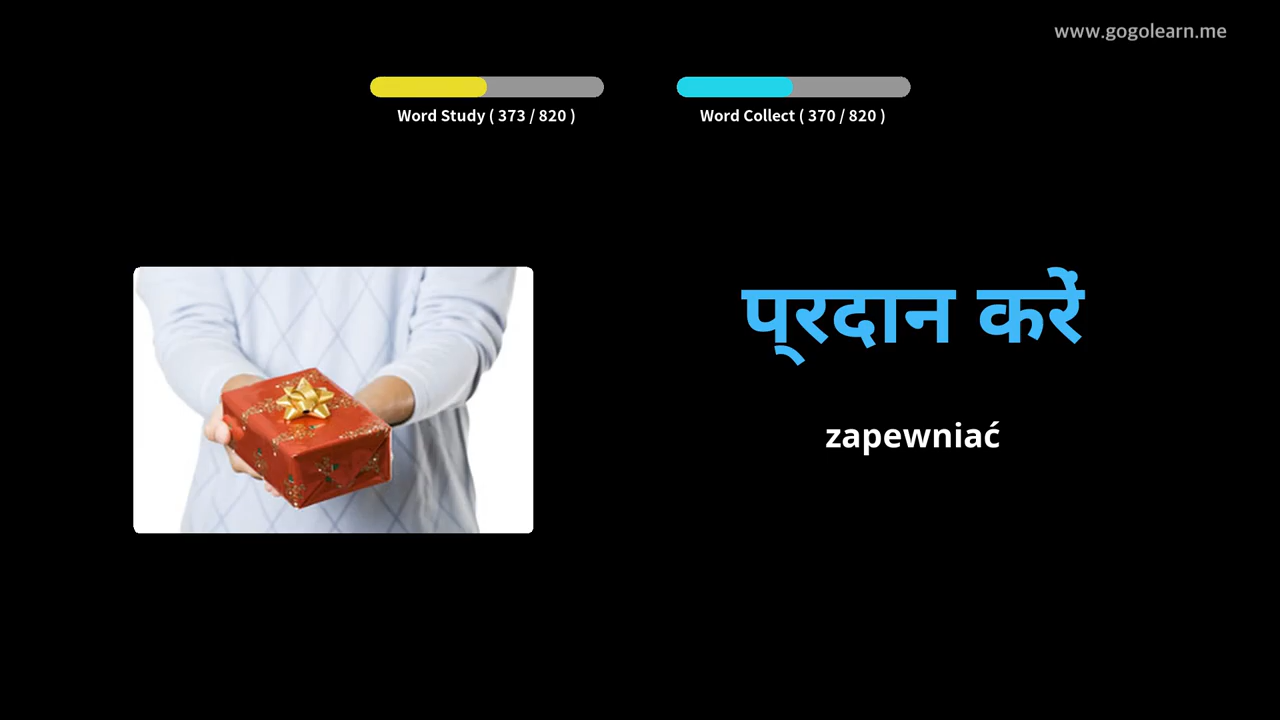 www.gogolearn.me
Word Study ( 373 / 820 )
Word Collect ( 370 / 820 )
प्रदान करें
zapewniać